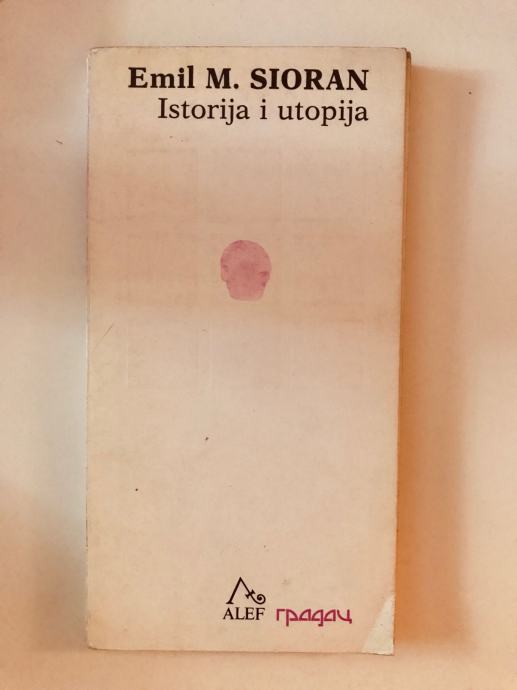 Emil M. SIORAN
Istorija i utopija
ALEF градац